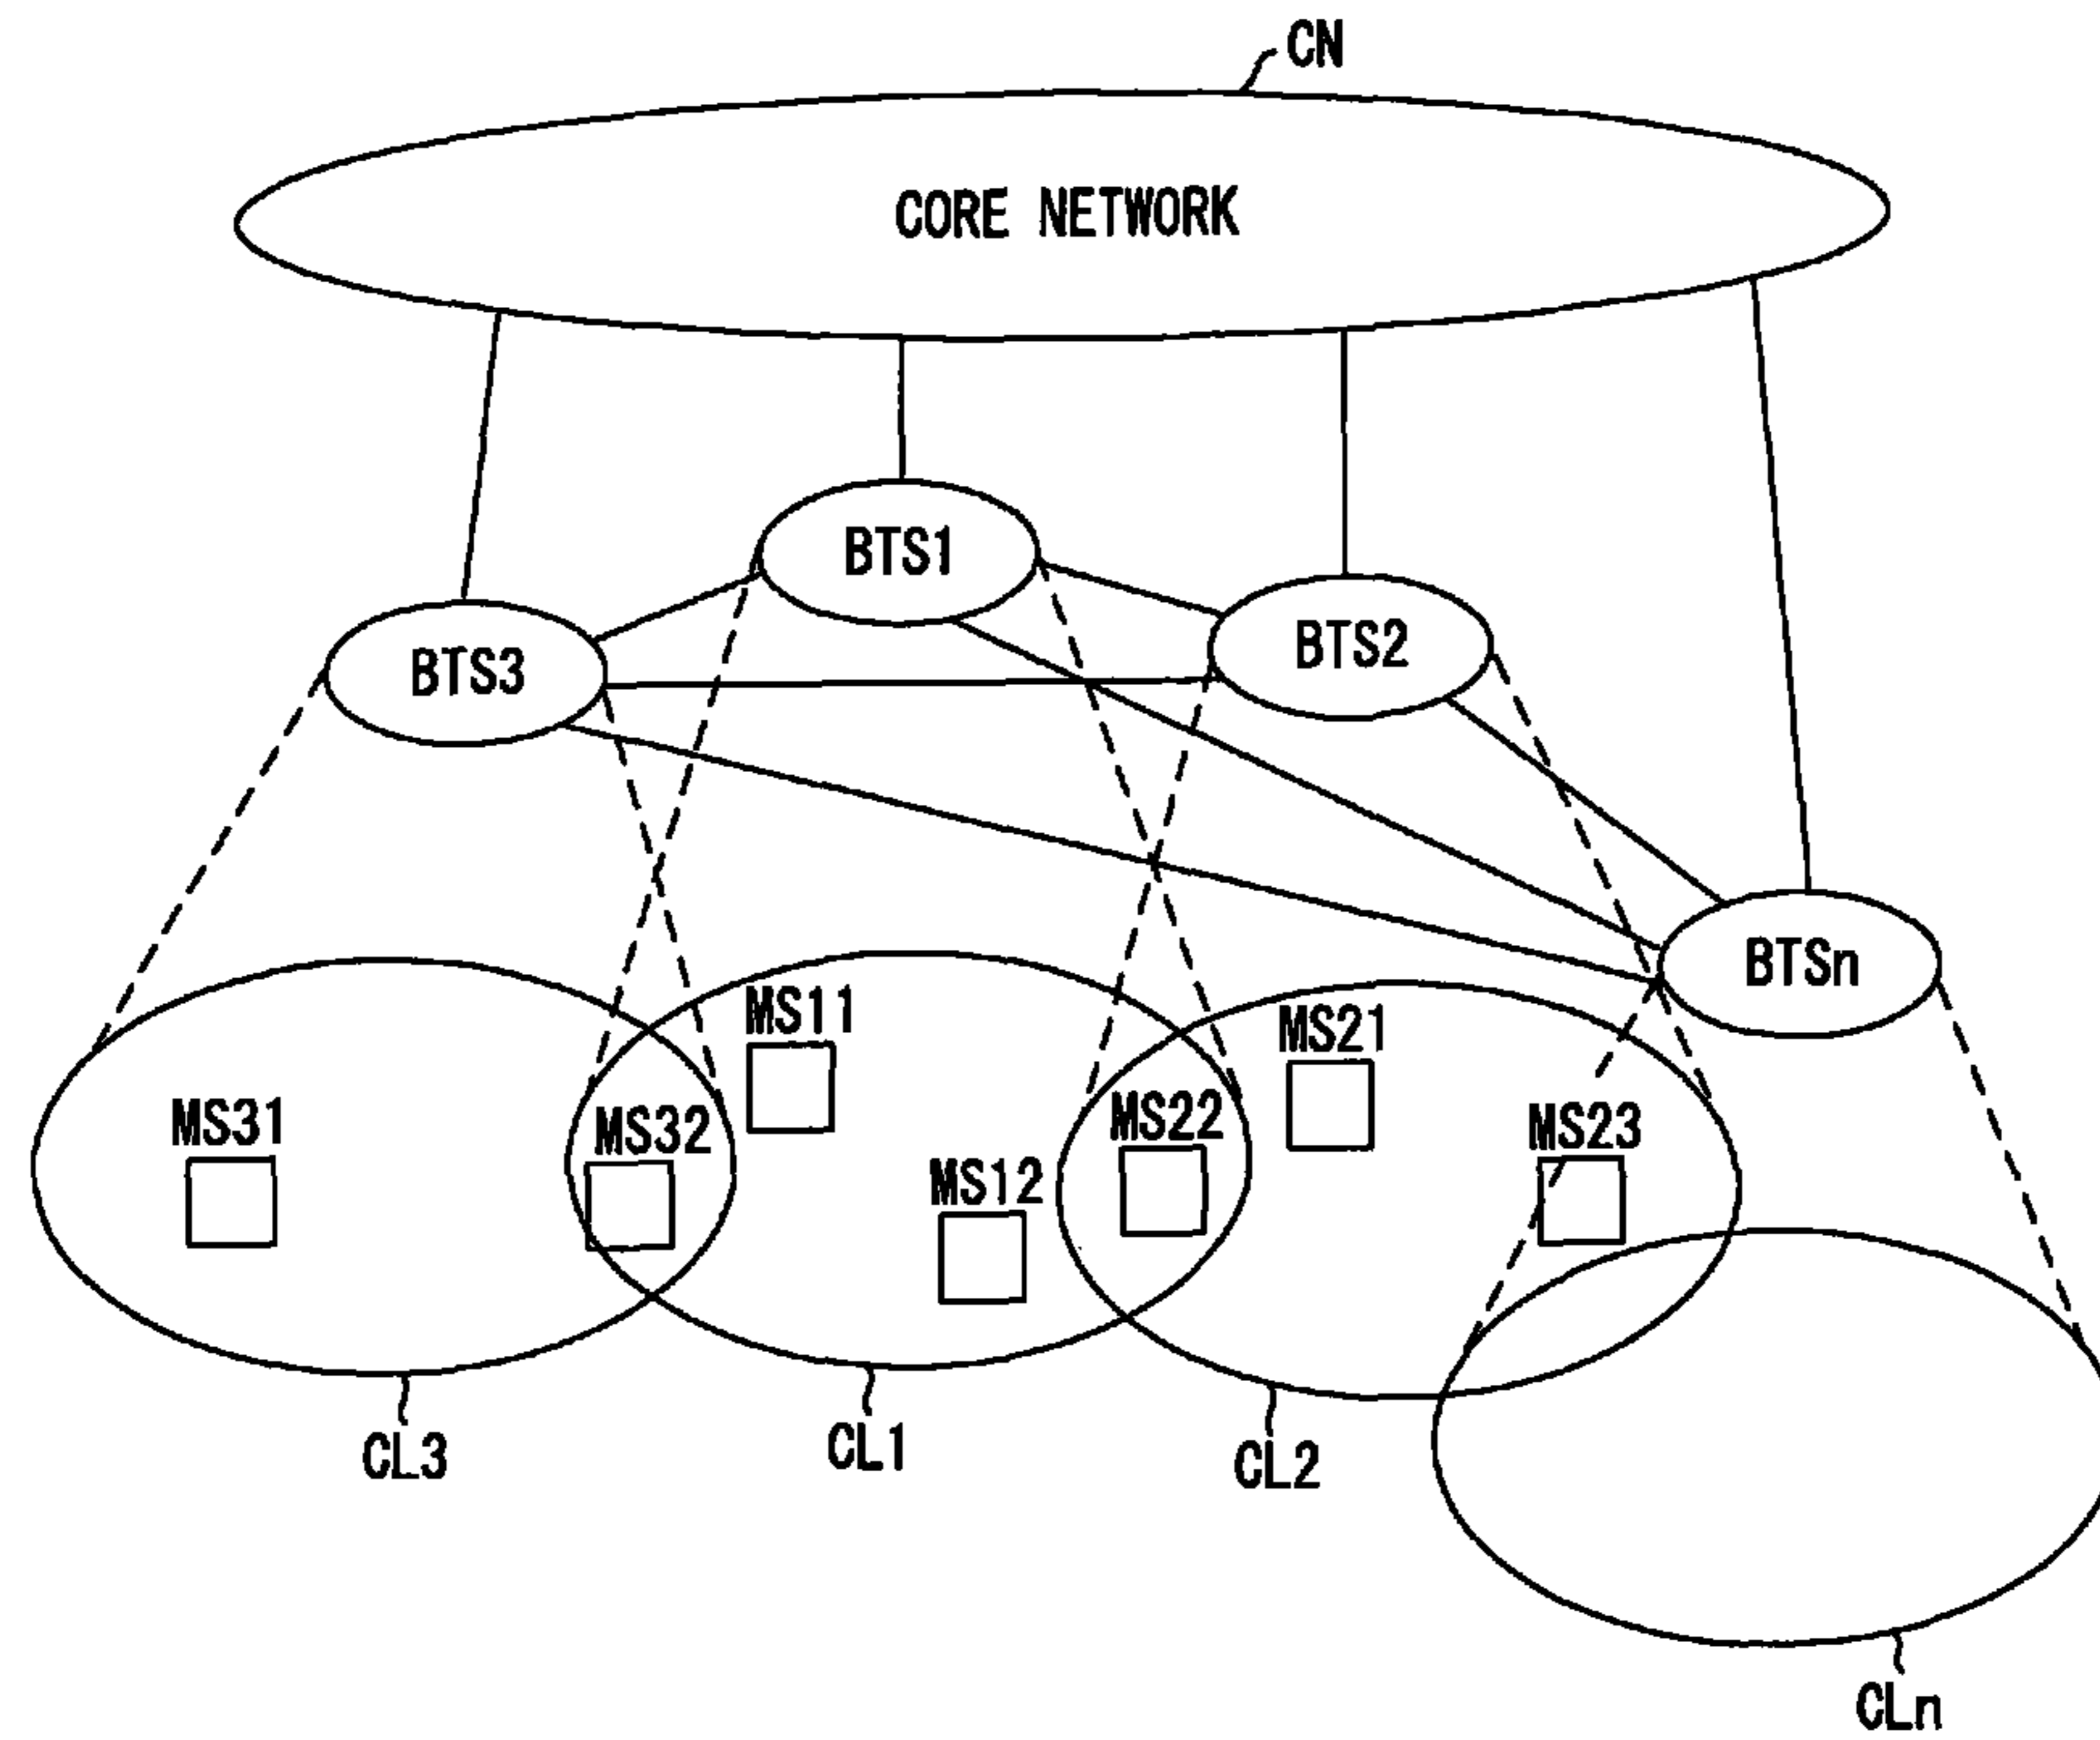 CN
CORE NETWORK
BTS1
BTS2
BTS3
BTSn
MS11
MS21
MS31
MS32
MS22
MS23
MS12
CL3
CL1
CL2
CLn